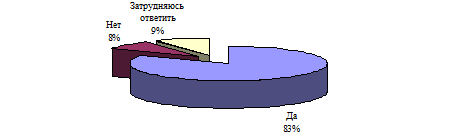 Затрудняюсь
ответить
9%
Нет
8%
Да
83%